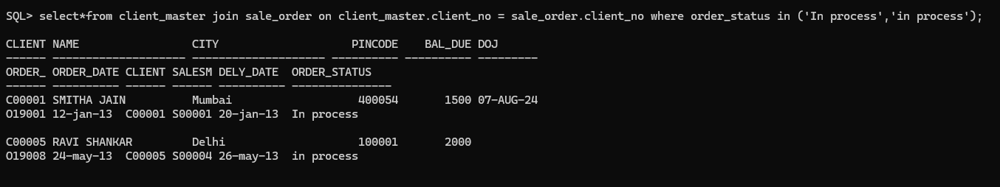 SQL> select*from client_master join sale_order on client_master.client_no = sale_order.client_no where order_status in ('In process','in process');
CLIENT NAME                 CITY                    PINCODE    BAL_DUE DOJ
------ -------------------- -------------------- ---------- ---------- ---------
ORDER_ ORDER_DATE CLIENT SALESM DELY_DATE  ORDER_STATUS
------ ---------- ------ ------ ---------- ---------------
C00001 SMITHA JAIN          Mumbai                   400054       1500 07-AUG-24
O19001 12-jan-13  C00001 S00001 20-jan-13  In process
C00005 RAVI SHANKAR         Delhi                    100001       2000
O19008 24-may-13  C00005 S00004 26-may-13  in process